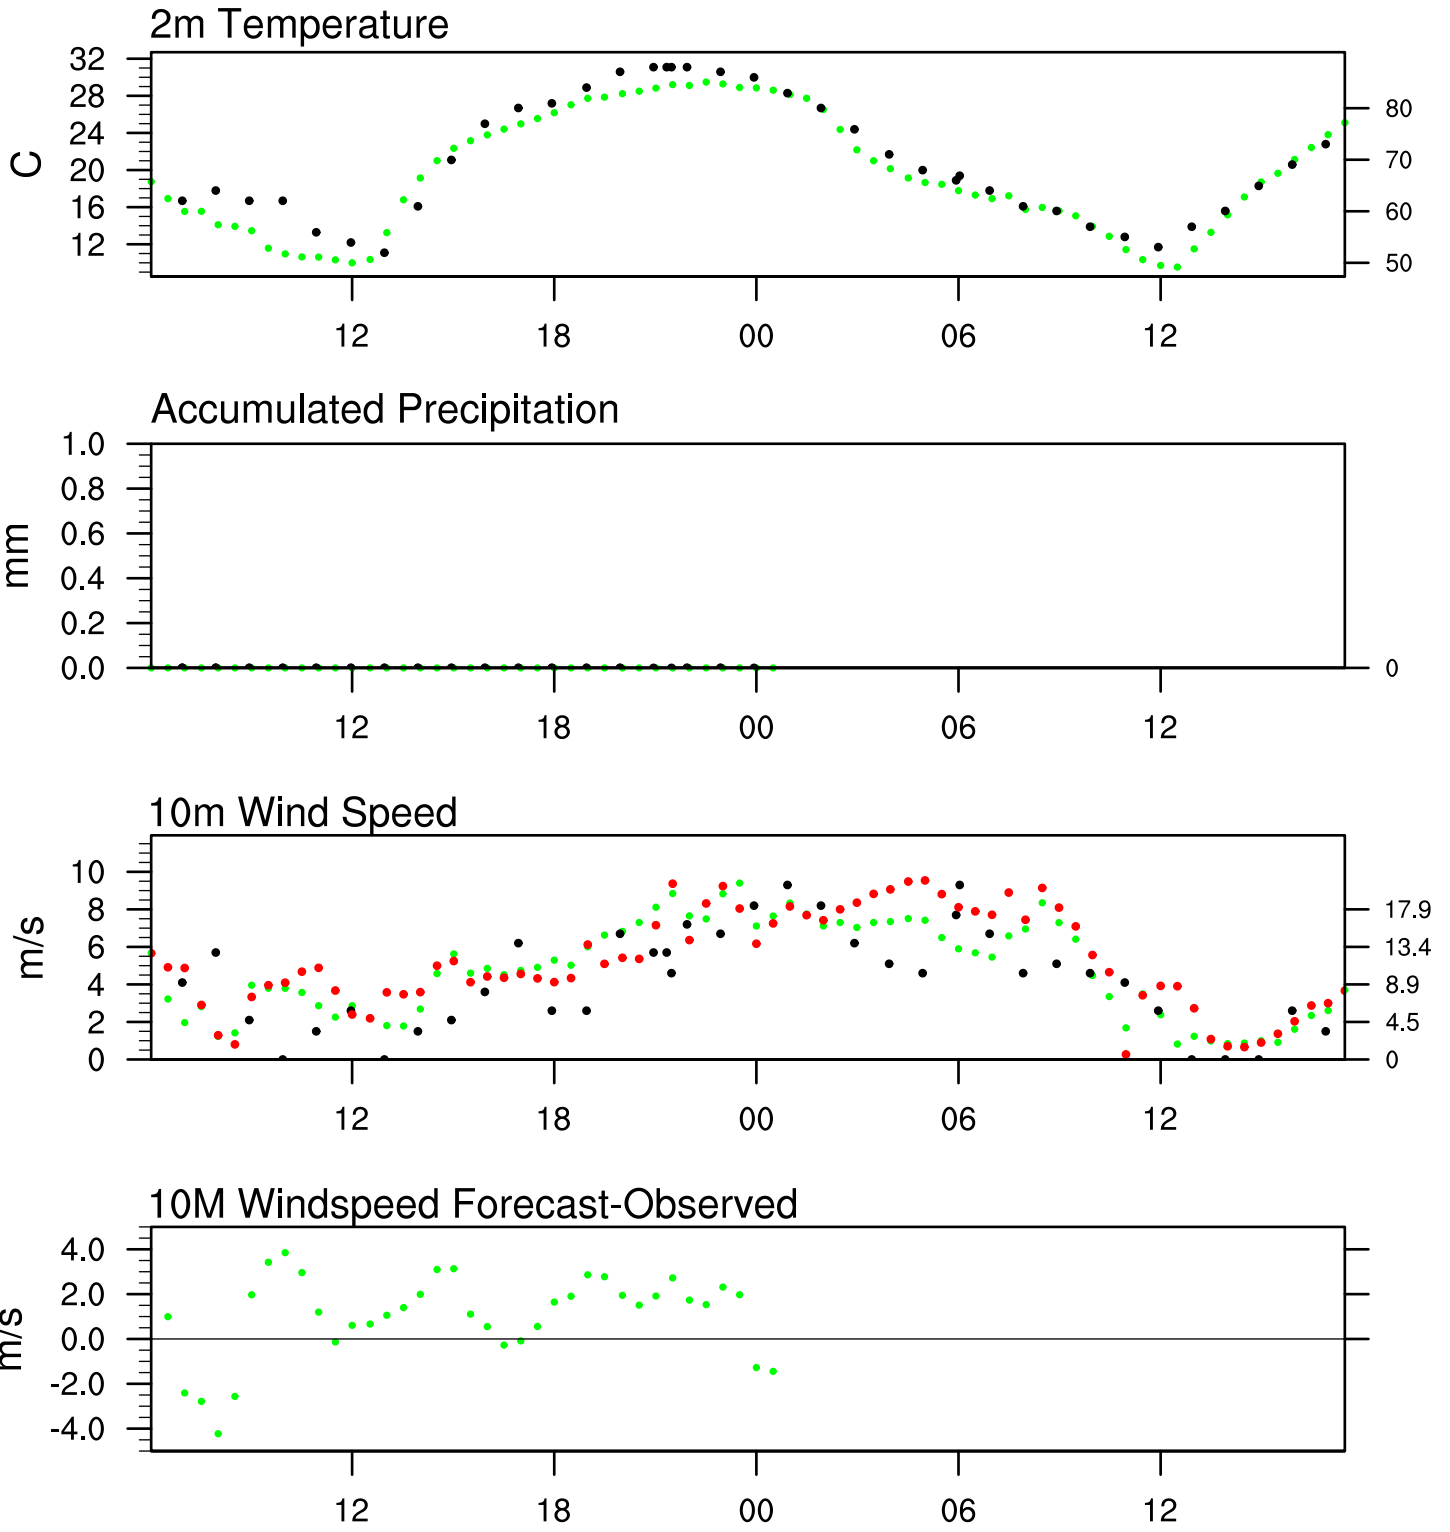 2m Temperature
32
28
24
20
16
12
C
80
70
60
50
12 18 00 06 12
Accumulated Precipitation
1.0
0.8
0.6
0.4
0.2
0.0
mm
0
12 18 00 06 12
10m Wind Speed
10
8
6
4
2
0
m/s
17.9
13.4
8.9
4.5
0
12 18 00 06 12
10M Windspeed Forecast-Observed
4.0
2.0
0.0
-2.0
-4.0
m/s
12 18 00 06 12